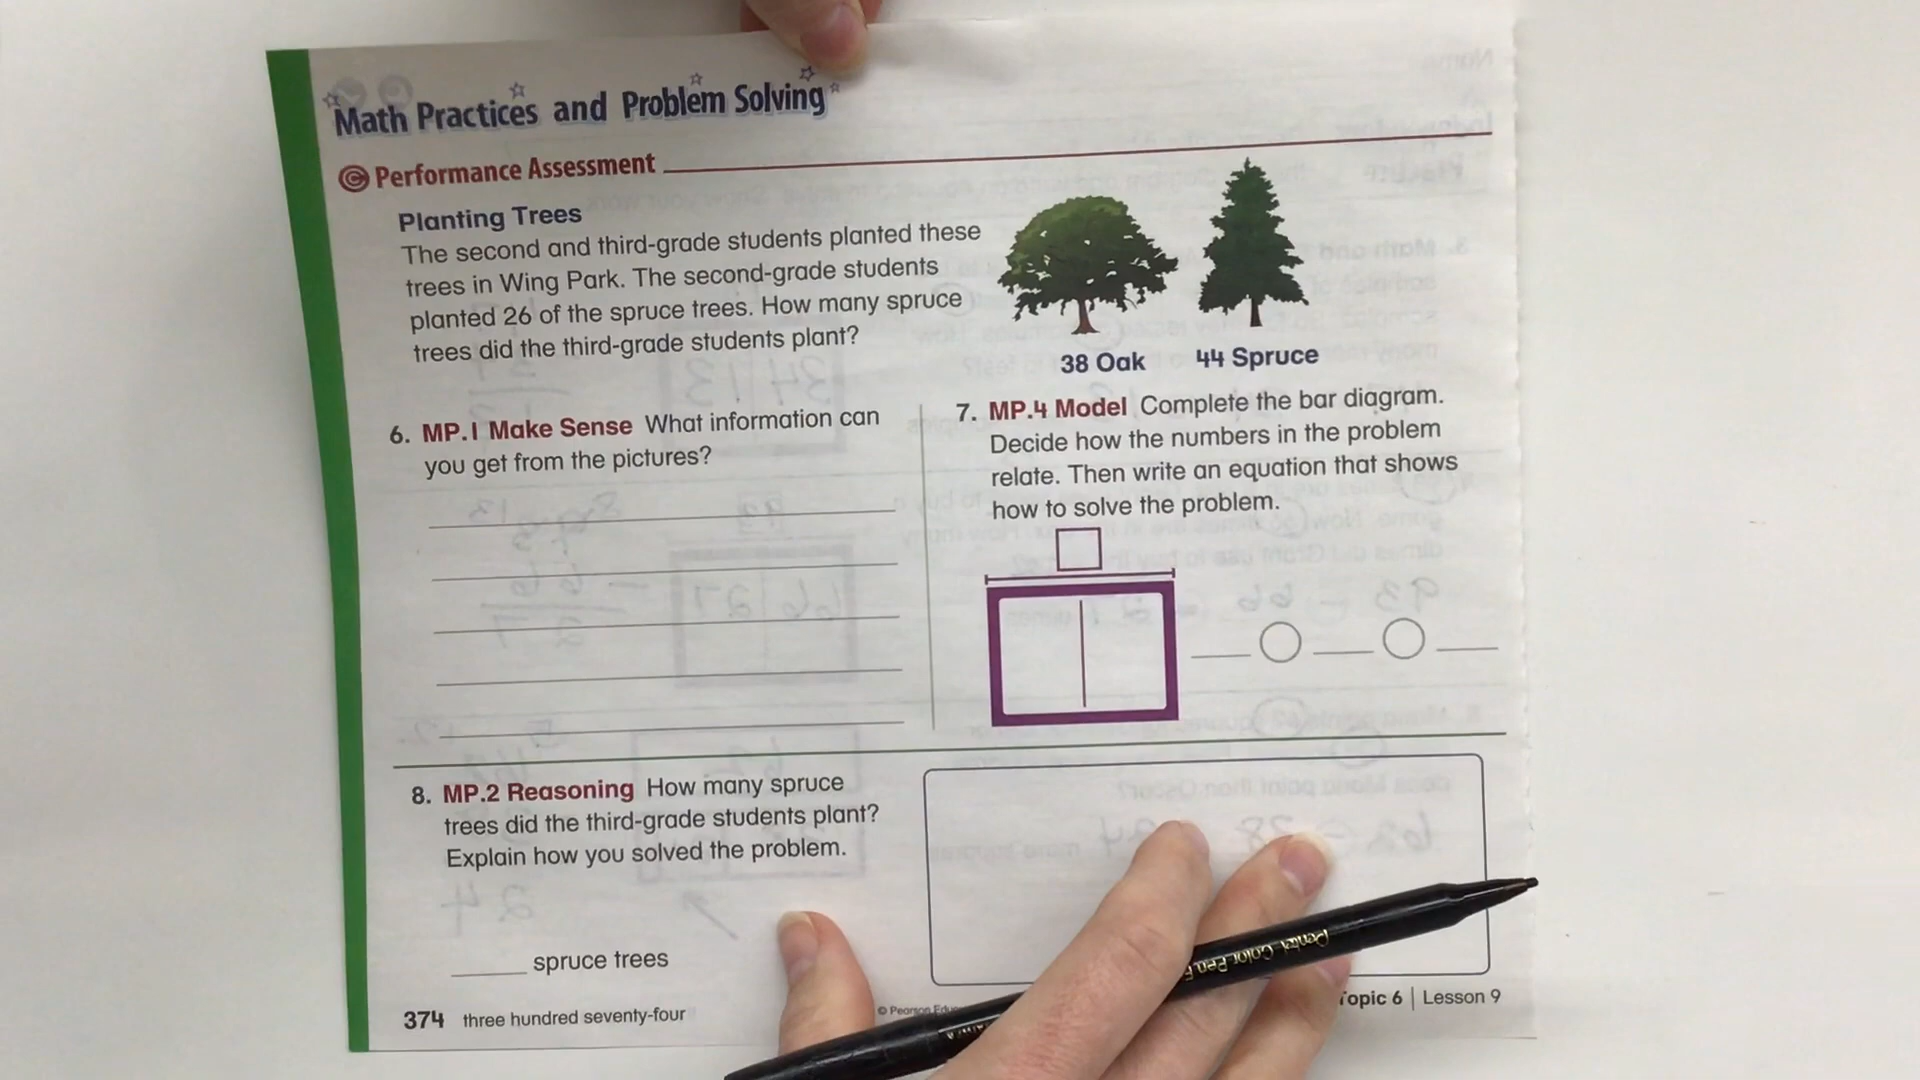 Math Practices and Problem Solving
Performance Assessment
Planting Trees
The second and third-grade students planted these
trees in Wing Park. The second-grade students
planted 26 of the spruce trees. How many spruce
trees did the third-grade students plant?
38 Oak
44 Spruce
6. MP.1 Make Sense What information can
you get from the pictures?
7. MP.4 Model Complete the bar diagram.
Decide how the numbers in the problem
relate. Then write an equation that shows
how to solve the problem.
8. MP.2 Reasoning How many spruce
trees did the third-grade students plant?
Explain how you solved the problem.
spruce trees
374 three hundred seventy-four
© Pearson
opic 6 | Lesson 9
Pentel Color Pen